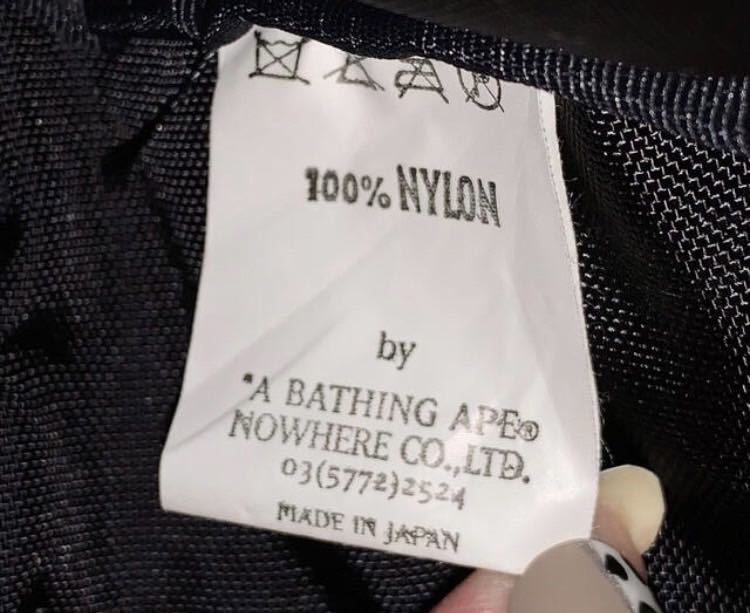 100% NYLON
by
"A BATHING APE®
NOWHERE CO.,LTD.
03(5772)2524
MADE IN JAPAN